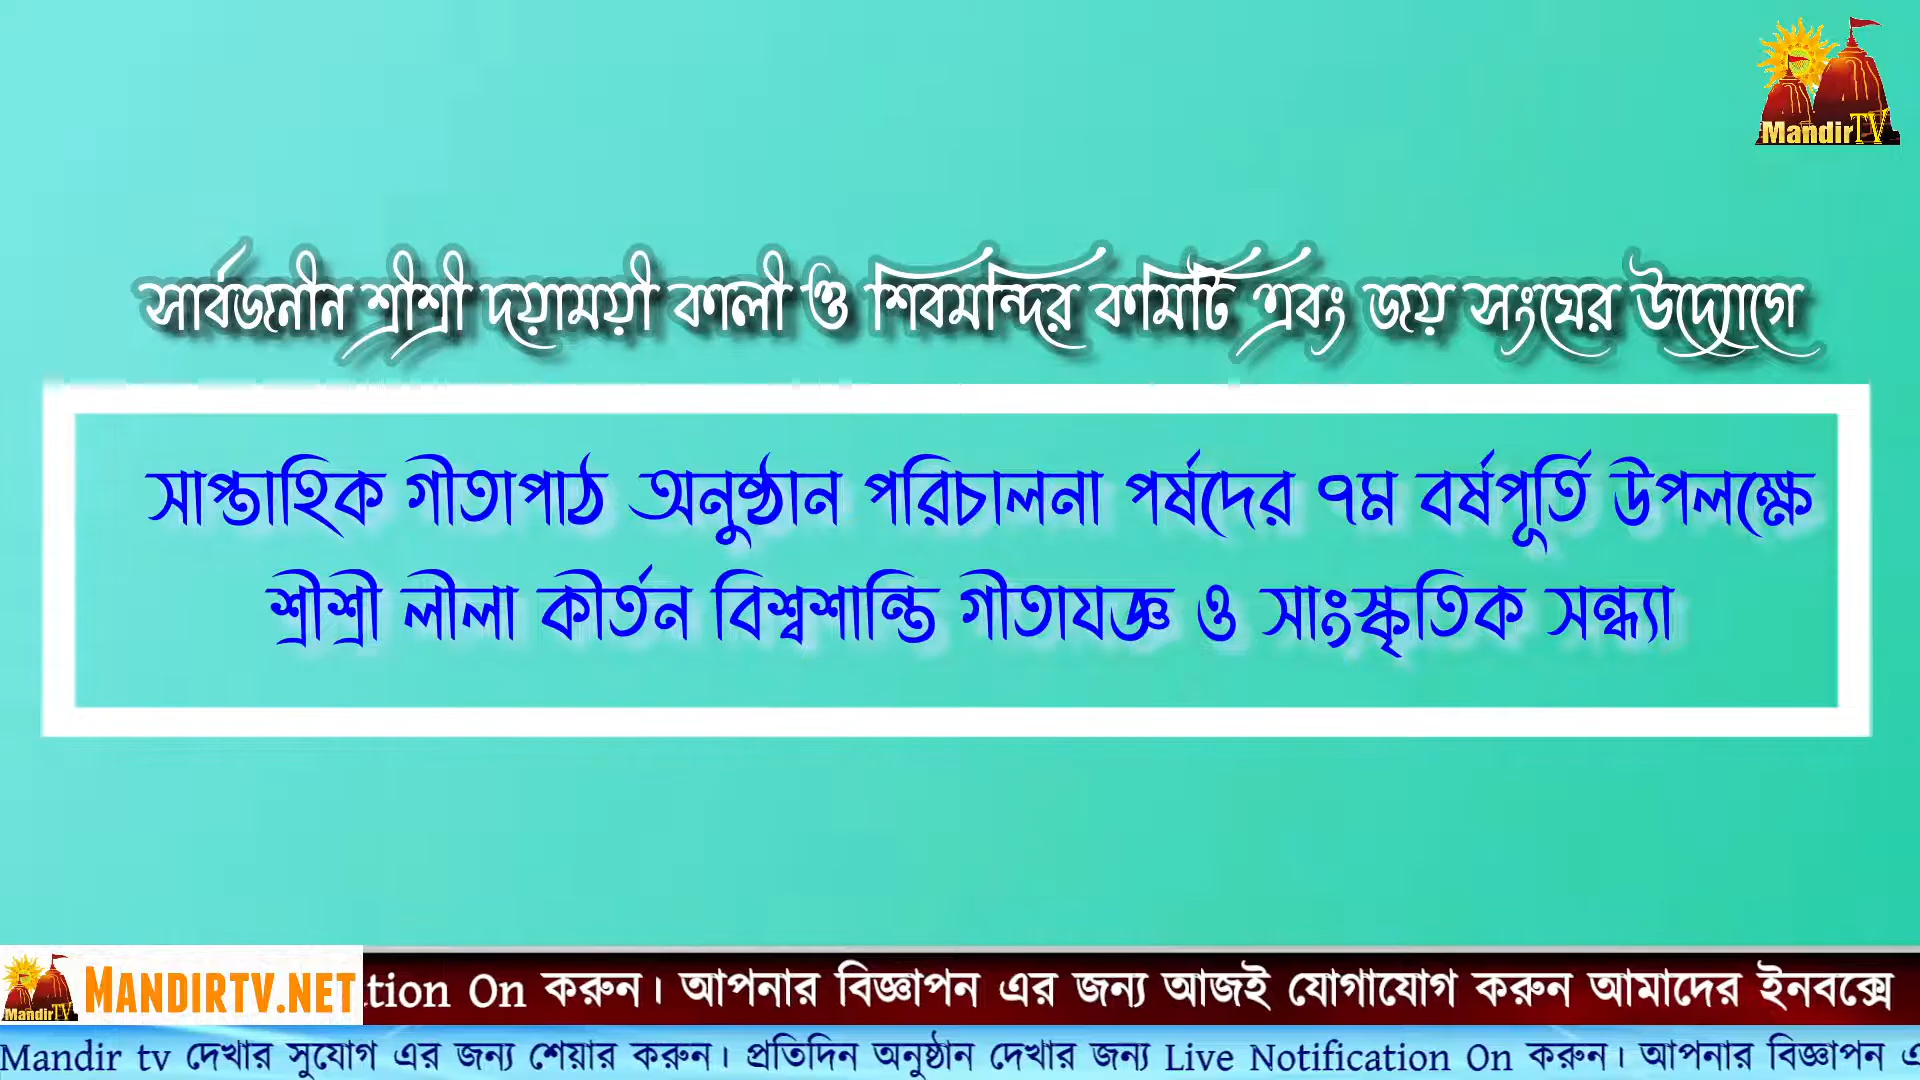 MandirTV
সার্বজনীন শ্রীশ্রী দয়াময়ী কালী ও শিবমন্দির কমিটি এবং জয় সংঘের উদ্যোগে
সাপ্তাহিক গীতাপাঠ অনুষ্ঠান পরিচালনা পর্ষদের ৭ম বর্ষপূর্তি উপলক্ষে
শ্রীশ্রী লীলা কীর্তন বিশ্বশান্তি গীতাযজ্ঞ ও সাংস্কৃতিক সন্ধ্যা
MandirTV MANDIRTV.NET tion On করুন। আপনার বিজ্ঞাপন এর জন্য আজই যোগাযোগ করুন আমাদের ইনবক্সে
Mandir tv দেখার সুযোগ এর জন্য শেয়ার করুন। প্রতিদিন অনুষ্ঠান দেখার জন্য Live Notification On করুন। আপনার বিজ্ঞাপন এ